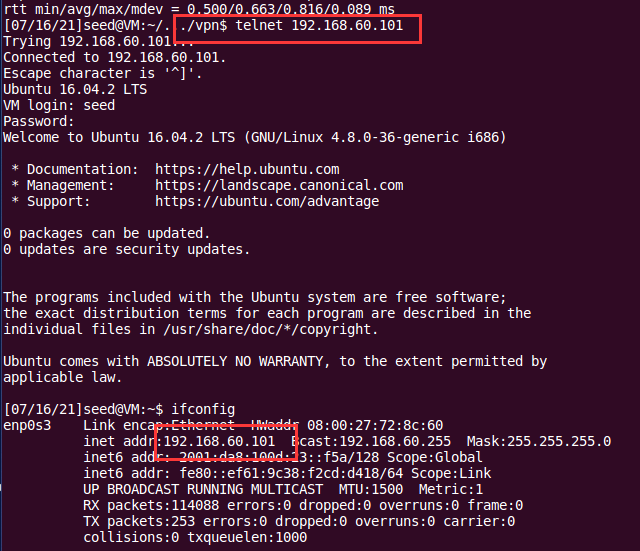 rtt min/avg/max/mdev = 0.500/0.663/0.816/0.089 ms
[07/16/21]seed@VM:~/.../vpn$ telnet 192.168.60.101
Trying 192.168.60.101...
Connected to 192.168.60.101.
Escape character is '^]'.
Ubuntu 16.04.2 LTS
VM login: seed
Password:
Welcome to Ubuntu 16.04.2 LTS (GNU/Linux 4.8.0-36-generic i686)
* Documentation:  https://help.ubuntu.com
* Management:     https://landscape.canonical.com
* Support:        https://ubuntu.com/advantage
0 packages can be updated.
0 updates are security updates.
The programs included with the Ubuntu system are free software;
the exact distribution terms for each program are described in the
individual files in /usr/share/doc/*/copyright.
Ubuntu comes with ABSOLUTELY NO WARRANTY, to the extent permitted by
applicable law.
[07/16/21]seed@VM:~$ ifconfig
enp0s3    Link encap:Ethernet  HWaddr 08:00:27:72:8c:60
inet addr:192.168.60.101  Bcast:192.168.60.255  Mask:255.255.255.0
inet6 addr: 2001:da8:100d:23::f5a/128 Scope:Global
inet6 addr: fe80::ef61:9c38:f2cd:d418/64 Scope:Link
UP BROADCAST RUNNING MULTICAST  MTU:1500  Metric:1
RX packets:114088 errors:0 dropped:0 overruns:0 frame:0
TX packets:253 errors:0 dropped:0 overruns:0 carrier:0
collisions:0 txqueuelen:1000